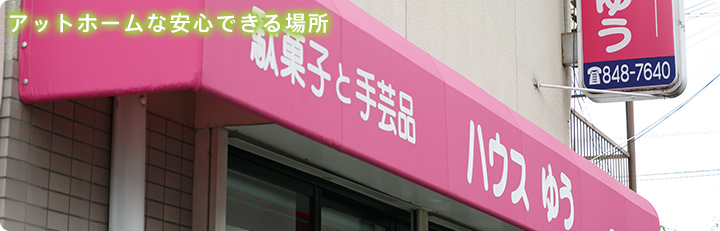 アットホームな安心できる場所
駄菓子と手芸品
ハウス ゆう
ゆう
☎848-7640